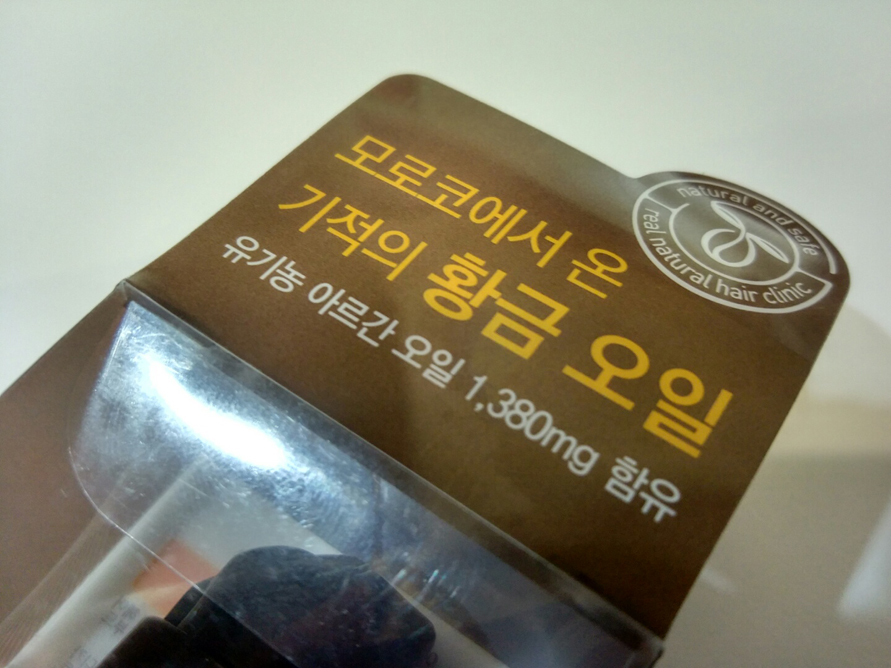 모로코에서 온
기적의 황금 오일
유기농 아르간 오일 1,380mg 함유
natural and safe
real natural hair clinic